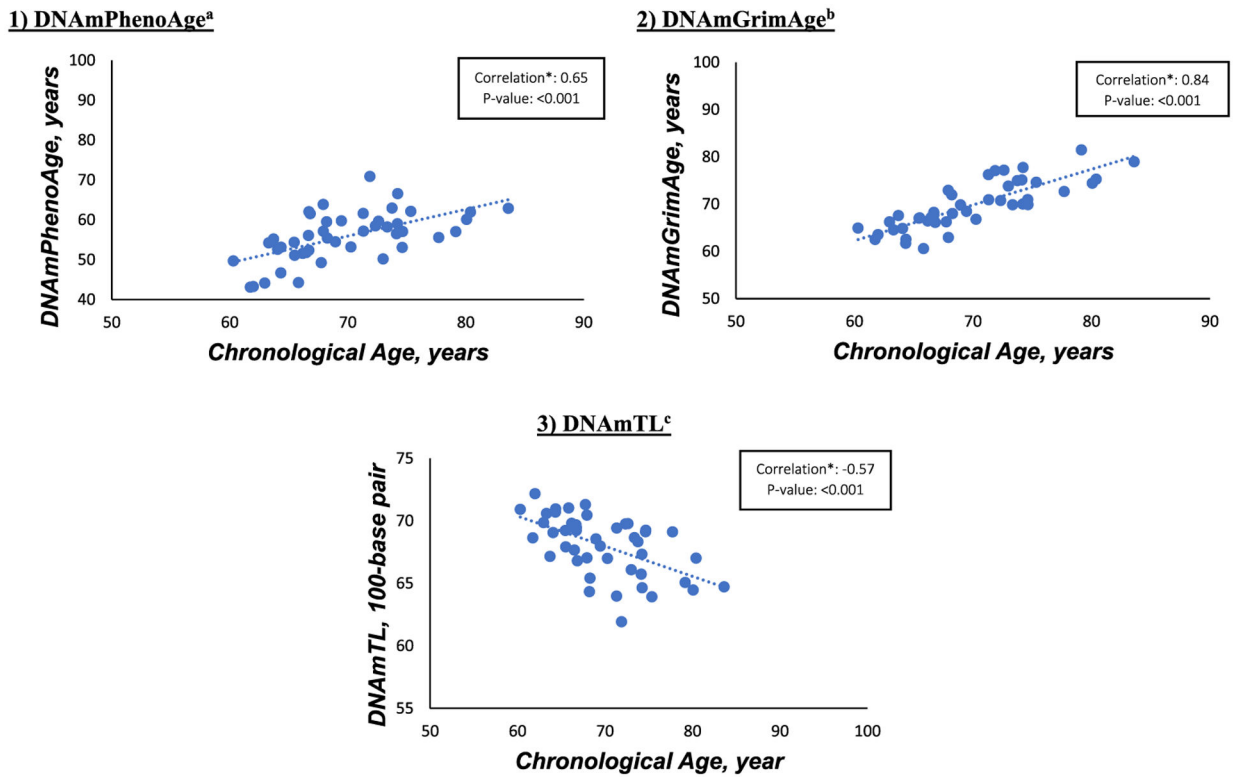 1) DNAmPhenoAgeᵃ
Correlation*: 0.65
P-value: <0.001
DNAmPhenoAge, years
100
90
80
70
60
50
40
50 60 70 80 90
Chronological Age, years
2) DNAmGrimAgeᵇ
Correlation*: 0.84
P-value: <0.001
DNAmGrimAge, years
100
90
80
70
60
50
50 60 70 80 90
Chronological Age, years
3) DNAmTLᶜ
Correlation*: -0.57
P-value: <0.001
DNAmTL, 100-base pair
75
70
65
60
55
50 60 70 80 90 100
Chronological Age, year